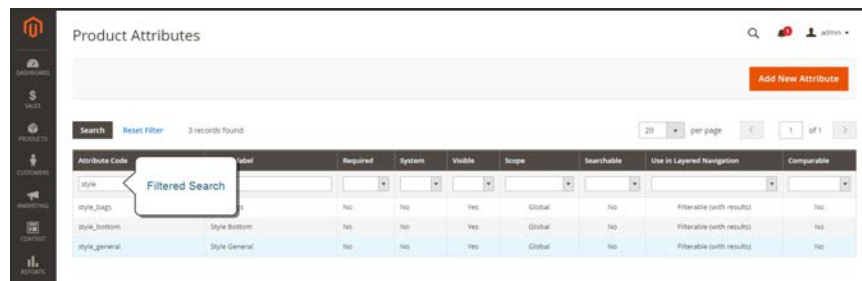 Product Attributes
1
admin
DASHBOARD
$
SALES
PRODUCTS
CUSTOMERS
MARKETING
CONTENT
REPORTS
Add New Attribute
Search Reset Filter 3 records found 20 per page 1 of 1
Attribute Code label Required System Visible Scope Searchable Use in Layered Navigation Comparable
style
Filtered Search
style_bags No No Yes Global No Filterable (with results) No
style_bottom Style Bottom No No Yes Global No Filterable (with results) No
style_general Style General No No Yes Global No Filterable (with results) No